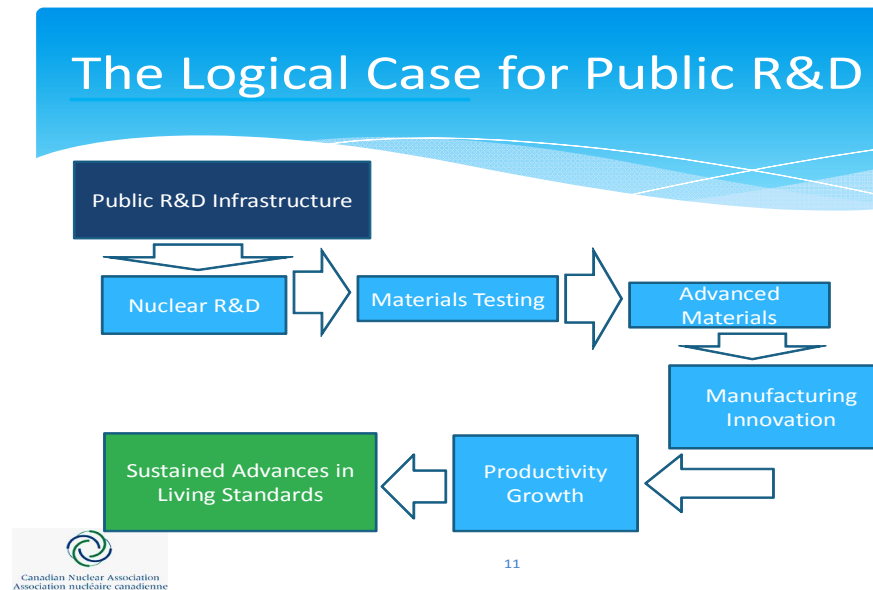 The Logical Case for Public R&D
Public R&D Infrastructure
Nuclear R&D
Materials Testing
Advanced
Materials
Manufacturing
Innovation
Sustained Advances in
Living Standards
Productivity
Growth
Canadian Nuclear Association
Association nucléaire canadienne
11